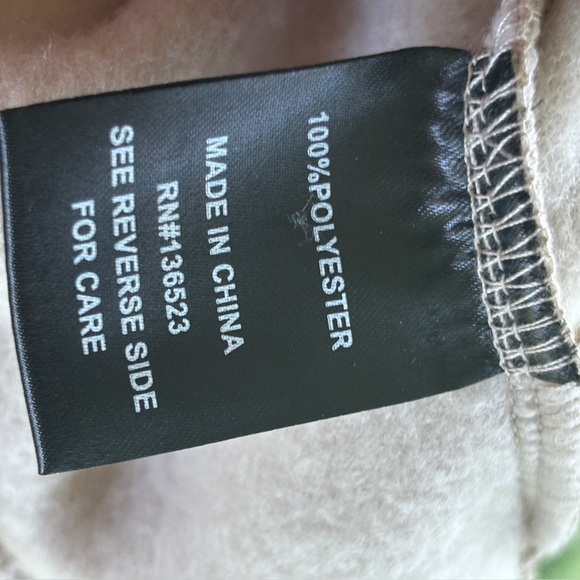 100%POLYESTER
MADE IN CHINA
RN#136523
SEE REVERSE SIDE
FOR CARE